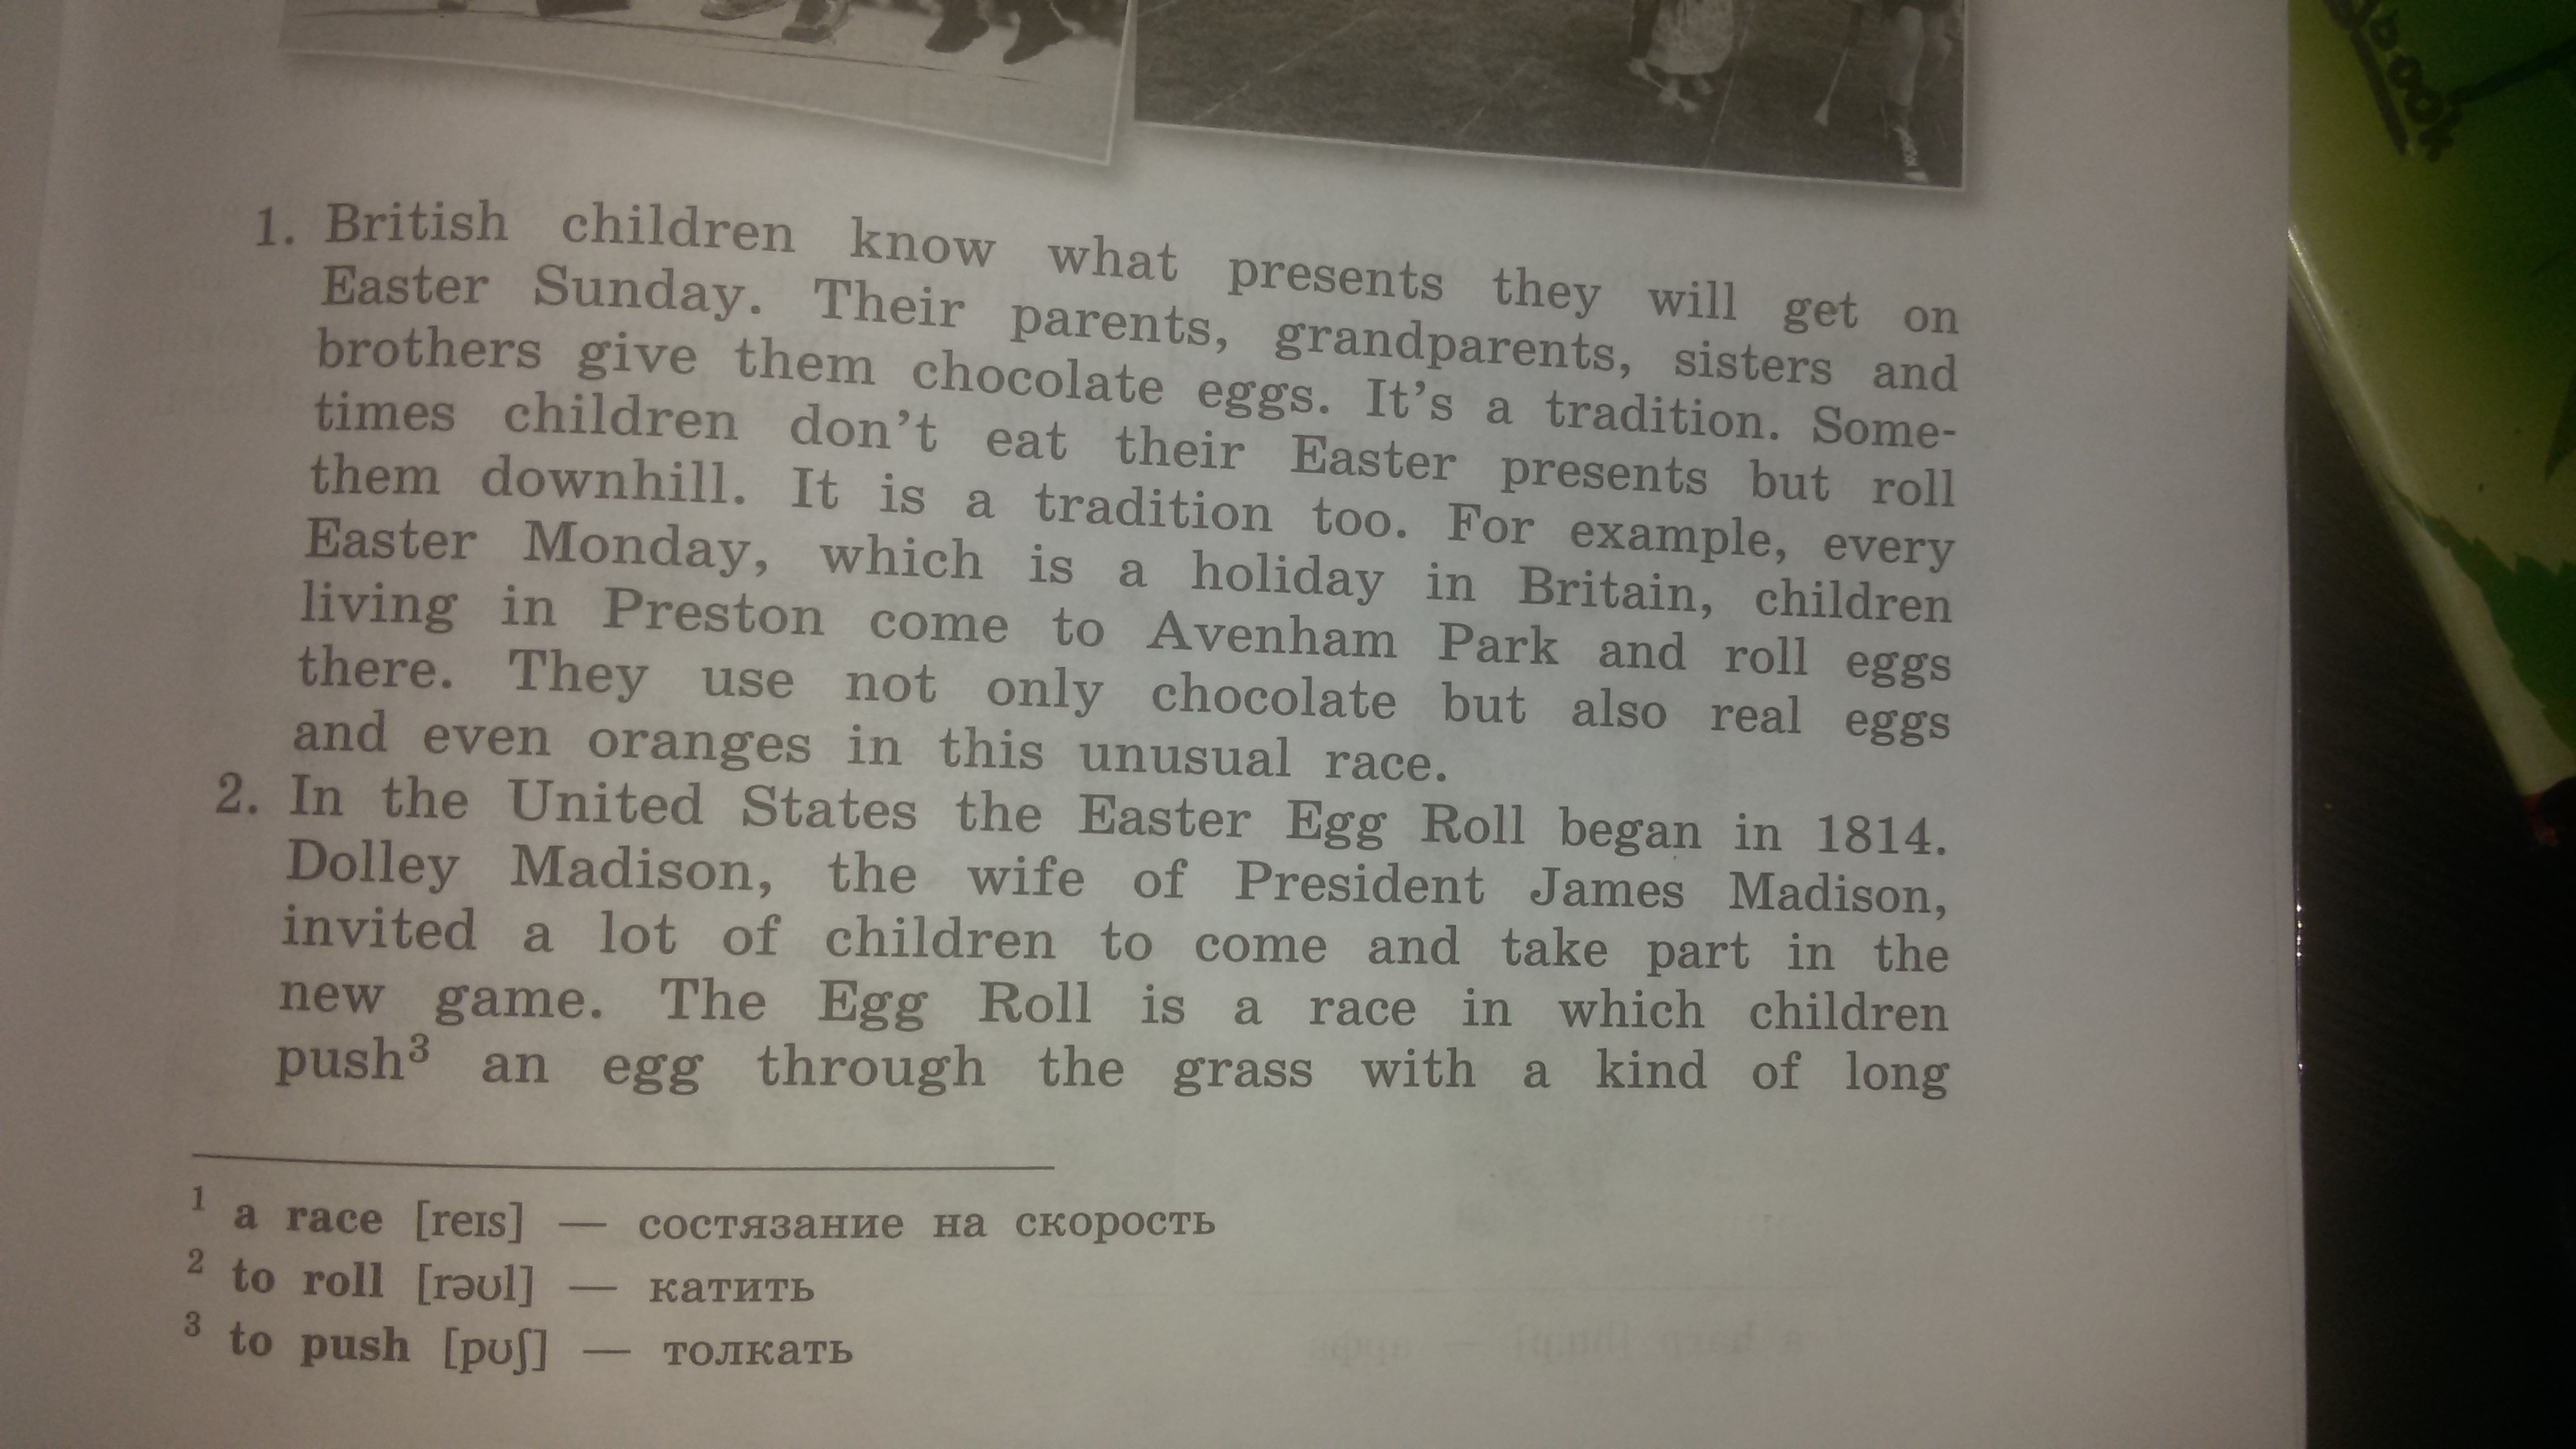 1. British children know what presents they will get on
Easter Sunday. Their parents, grandparents, sisters and
brothers give them chocolate eggs. It's a tradition. Some-
times children don't eat their Easter presents but roll
them downhill. It is a tradition too. For example, every
Easter Monday, which is a holiday in Britain, children
living in Preston come to Avenham Park and roll eggs
there. They use not only chocolate but also real eggs
and even oranges in this unusual race.
2. In the United States the Easter Egg Roll began in 1814.
Dolley Madison, the wife of President James Madison,
invited a lot of children to come and take part in the
new game. The Egg Roll is a race in which children
push³ an egg through the grass with a kind of long
¹ a race [reɪs] — состязание на скорость
² to roll [rəʊl] — катить
³ to push [pʊʃ] — толкать